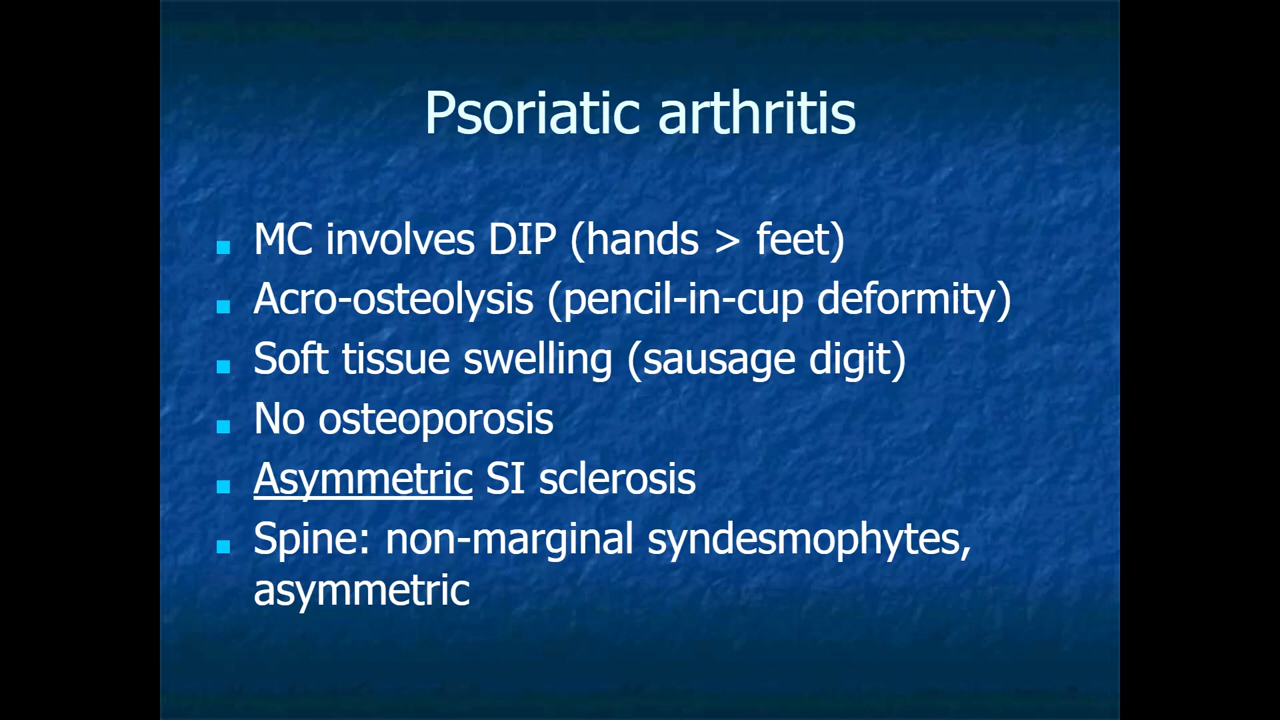 Psoriatic arthritis
MC involves DIP (hands > feet)
Acro-osteolysis (pencil-in-cup deformity)
Soft tissue swelling (sausage digit)
No osteoporosis
Asymmetric SI sclerosis
Spine: non-marginal syndesmophytes,
asymmetric